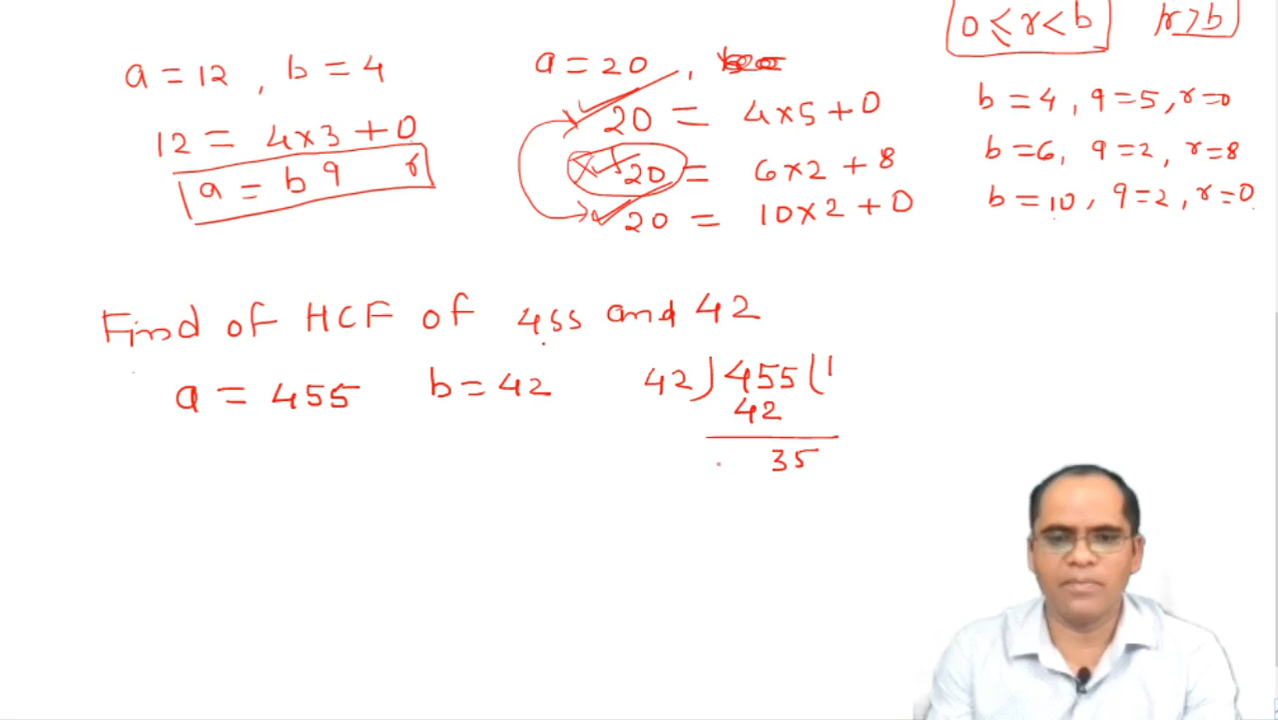 0 ≤ r < b r > b
a = 12 , b = 4
12 = 4×3 + 0
a = b q r
a = 20 ,
20 = 4×5 + 0
20 = 6×2 + 8
20 = 10×2 + 0
b = 4 , q = 5 , r = 0
b = 6 , q = 2 , r = 8
b = 10 , q = 2 , r = 0
Find of HCF of 455 and 42
a = 455 b = 42
42 ) 455 ( 1
42
35